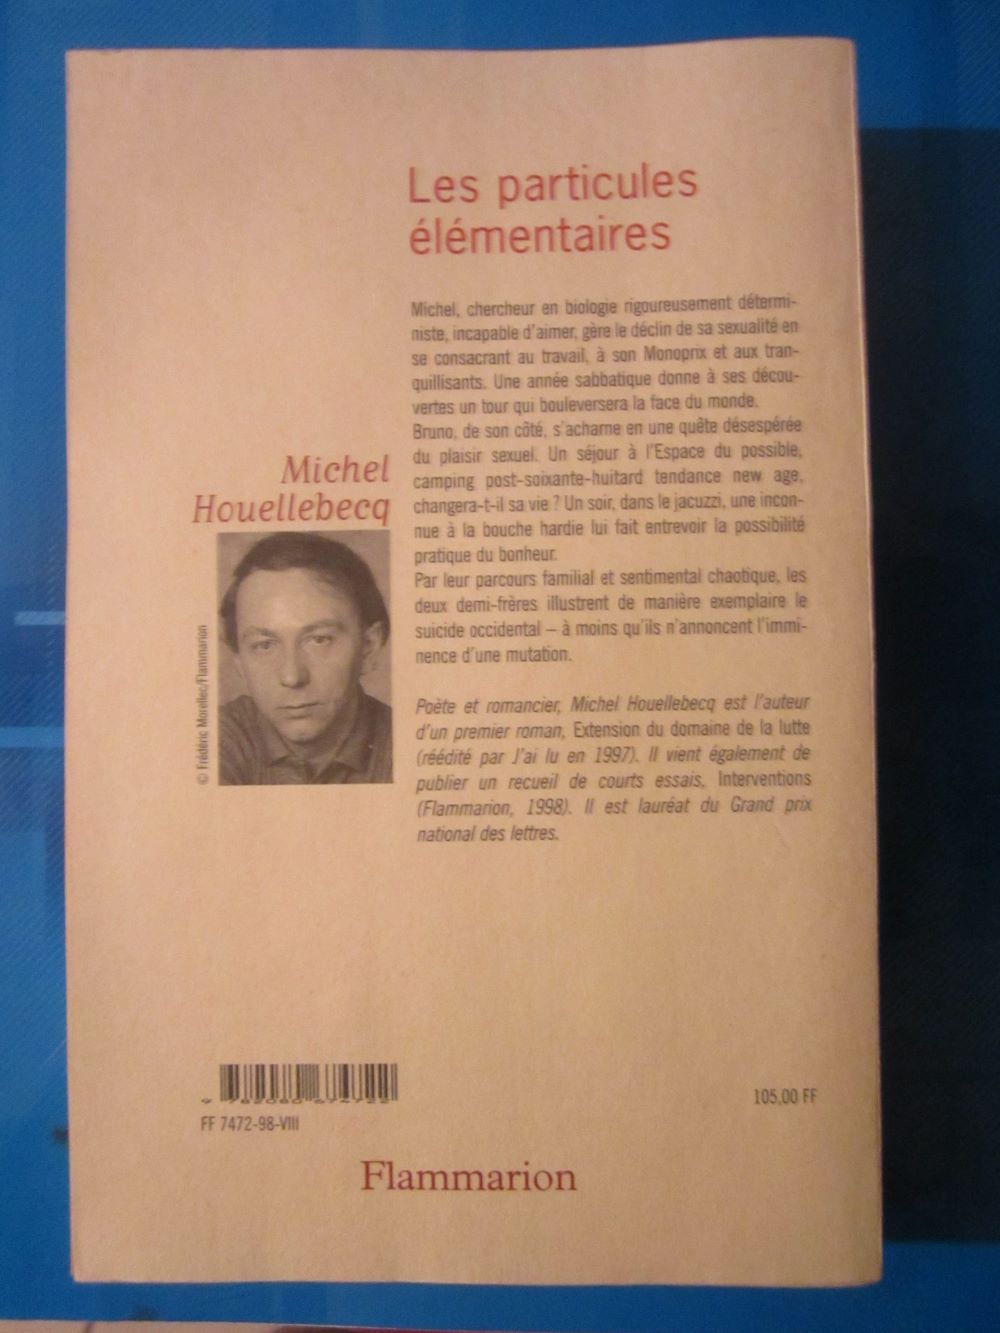 Les particules
élémentaires
Michel, chercheur en biologie rigoureusement détermi-
niste, incapable d'aimer, gère le déclin de sa sexualité en
se consacrant au travail, à son Monoprix et aux tran-
quillisants. Une année sabbatique donne à ses décou-
vertes un tour qui bouleversera la face du monde.
Bruno, de son côté, s'acharne en une quête désespérée
du plaisir sexuel. Un séjour à l'Espace du possible,
camping post-soixante-huitard tendance new age,
changera-t-il sa vie ? Un soir, dans le jacuzzi, une incon-
nue à la bouche hardie lui fait entrevoir la possibilité
pratique du bonheur.
Par leur parcours familial et sentimental chaotique, les
deux demi-frères illustrent de manière exemplaire le
suicide occidental – à moins qu'ils n'annoncent l'immi-
nence d'une mutation.
Poète et romancier, Michel Houellebecq est l'auteur
d'un premier roman, Extension du domaine de la lutte
(réédité par J'ai lu en 1997). Il vient également de
publier un recueil de courts essais, Interventions
(Flammarion, 1998). Il est lauréat du Grand prix
national des lettres.
Michel
Houellebecq
© Frédéric Morellec/Flammarion
FF 7472-98-VIII
105,00 FF
Flammarion